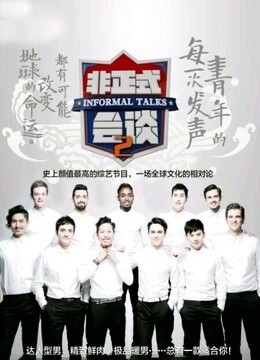 每次发声
青年的
都有可能
改变
地球的命运。
非正式
INFORMAL TALKS
会谈
2
史上颜值最高的综艺节目，一场全球文化的相对论
达人型男、精致鲜肉、极品暖男……总有一款适合你！